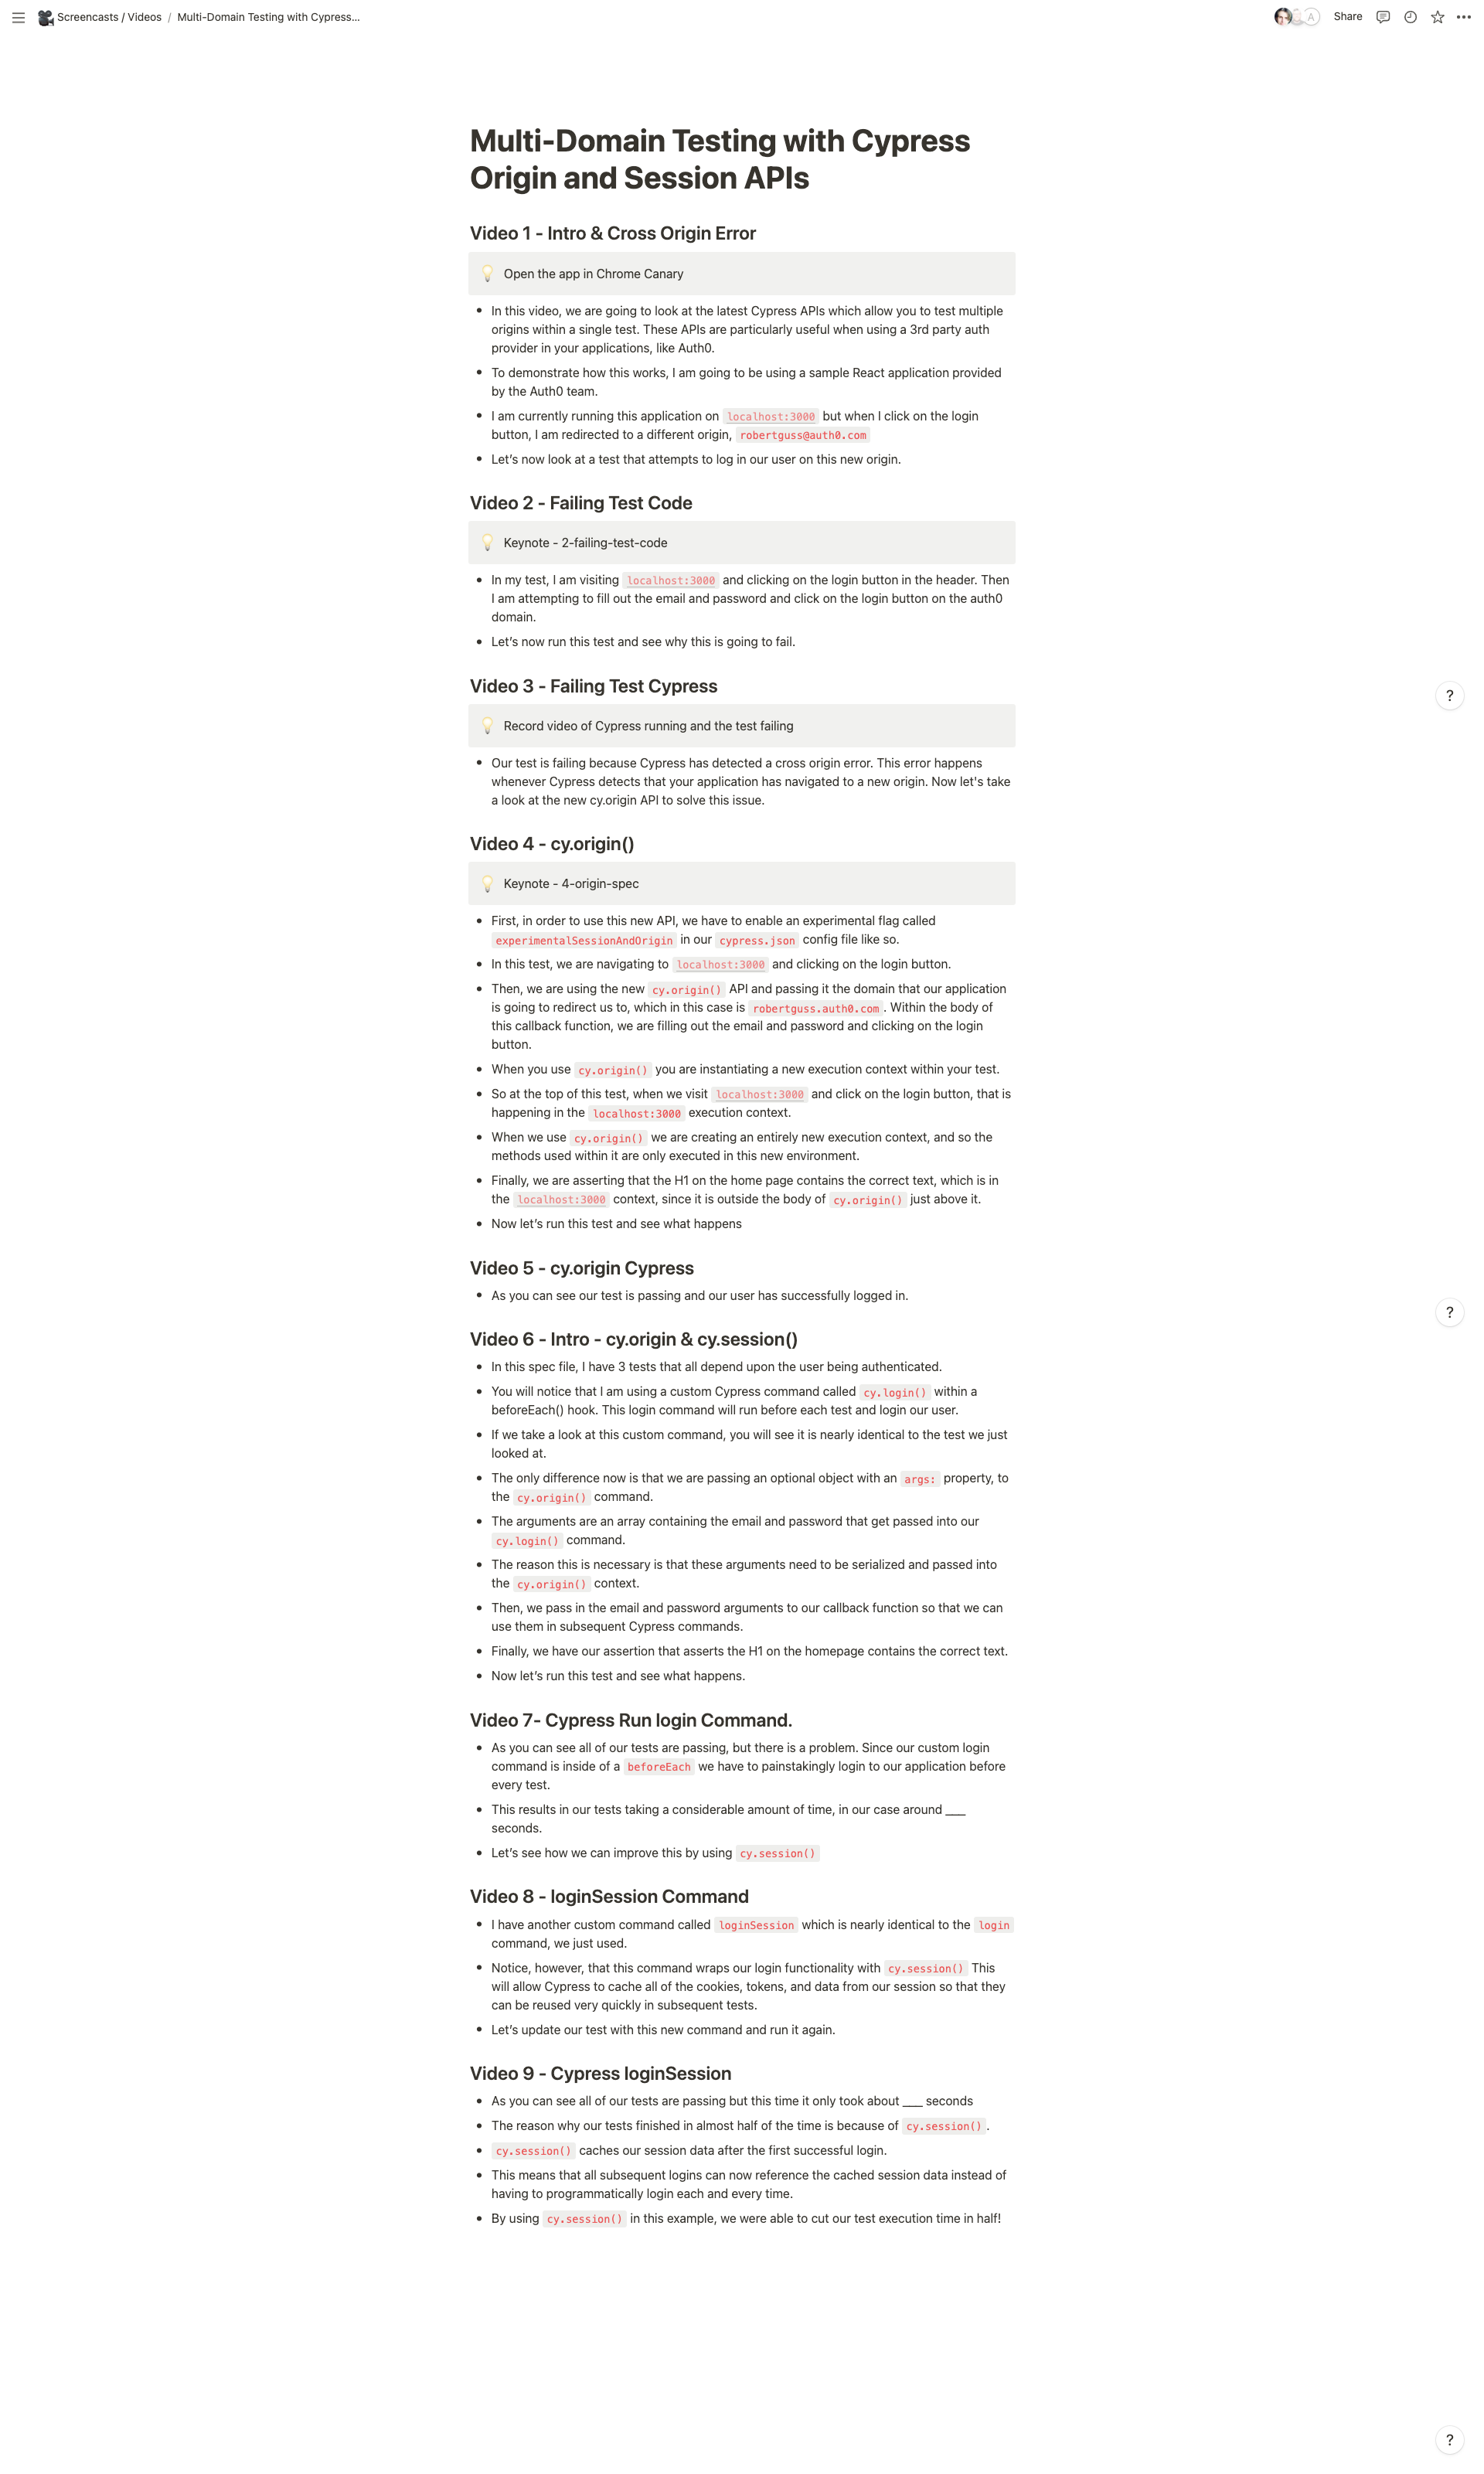 Screencasts / Videos / Multi-Domain Testing with Cypress...
A Share
Multi-Domain Testing with Cypress
Origin and Session APIs
Video 1 - Intro & Cross Origin Error
Open the app in Chrome Canary
• In this video, we are going to look at the latest Cypress APIs which allow you to test multiple
origins within a single test. These APIs are particularly useful when using a 3rd party auth
provider in your applications, like Auth0.
• To demonstrate how this works, I am going to be using a sample React application provided
by the Auth0 team.
• I am currently running this application on localhost:3000 but when I click on the login
button, I am redirected to a different origin, robertguss@auth0.com
• Let's now look at a test that attempts to log in our user on this new origin.
Video 2 - Failing Test Code
Keynote - 2-failing-test-code
• In my test, I am visiting localhost:3000 and clicking on the login button in the header. Then
I am attempting to fill out the email and password and click on the login button on the auth0
domain.
• Let's now run this test and see why this is going to fail.
Video 3 - Failing Test Cypress
?
Record video of Cypress running and the test failing
• Our test is failing because Cypress has detected a cross origin error. This error happens
whenever Cypress detects that your application has navigated to a new origin. Now let's take
a look at the new cy.origin API to solve this issue.
Video 4 - cy.origin()
Keynote - 4-origin-spec
• First, in order to use this new API, we have to enable an experimental flag called
experimentalSessionAndOrigin in our cypress.json config file like so.
• In this test, we are navigating to localhost:3000 and clicking on the login button.
• Then, we are using the new cy.origin() API and passing it the domain that our application
is going to redirect us to, which in this case is robertguss.auth0.com. Within the body of
this callback function, we are filling out the email and password and clicking on the login
button.
• When you use cy.origin() you are instantiating a new execution context within your test.
• So at the top of this test, when we visit localhost:3000 and click on the login button, that is
happening in the localhost:3000 execution context.
• When we use cy.origin() we are creating an entirely new execution context, and so the
methods used within it are only executed in this new environment.
• Finally, we are asserting that the H1 on the home page contains the correct text, which is in
the localhost:3000 context, since it is outside the body of cy.origin() just above it.
• Now let's run this test and see what happens
Video 5 - cy.origin Cypress
• As you can see our test is passing and our user has successfully logged in.
?
Video 6 - Intro - cy.origin & cy.session()
• In this spec file, I have 3 tests that all depend upon the user being authenticated.
• You will notice that I am using a custom Cypress command called cy.login() within a
beforeEach() hook. This login command will run before each test and login our user.
• If we take a look at this custom command, you will see it is nearly identical to the test we just
looked at.
• The only difference now is that we are passing an optional object with an args: property, to
the cy.origin() command.
• The arguments are an array containing the email and password that get passed into our
cy.login() command.
• The reason this is necessary is that these arguments need to be serialized and passed into
the cy.origin() context.
• Then, we pass in the email and password arguments to our callback function so that we can
use them in subsequent Cypress commands.
• Finally, we have our assertion that asserts the H1 on the homepage contains the correct text.
• Now let's run this test and see what happens.
Video 7- Cypress Run login Command.
• As you can see all of our tests are passing, but there is a problem. Since our custom login
command is inside of a beforeEach we have to painstakingly login to our application before
every test.
• This results in our tests taking a considerable amount of time, in our case around ___
seconds.
• Let's see how we can improve this by using cy.session()
Video 8 - loginSession Command
• I have another custom command called loginSession which is nearly identical to the login
command, we just used.
• Notice, however, that this command wraps our login functionality with cy.session() This
will allow Cypress to cache all of the cookies, tokens, and data from our session so that they
can be reused very quickly in subsequent tests.
• Let's update our test with this new command and run it again.
Video 9 - Cypress loginSession
• As you can see all of our tests are passing but this time it only took about ___ seconds
• The reason why our tests finished in almost half of the time is because of cy.session().
• cy.session() caches our session data after the first successful login.
• This means that all subsequent logins can now reference the cached session data instead of
having to programmatically login each and every time.
• By using cy.session() in this example, we were able to cut our test execution time in half!
?